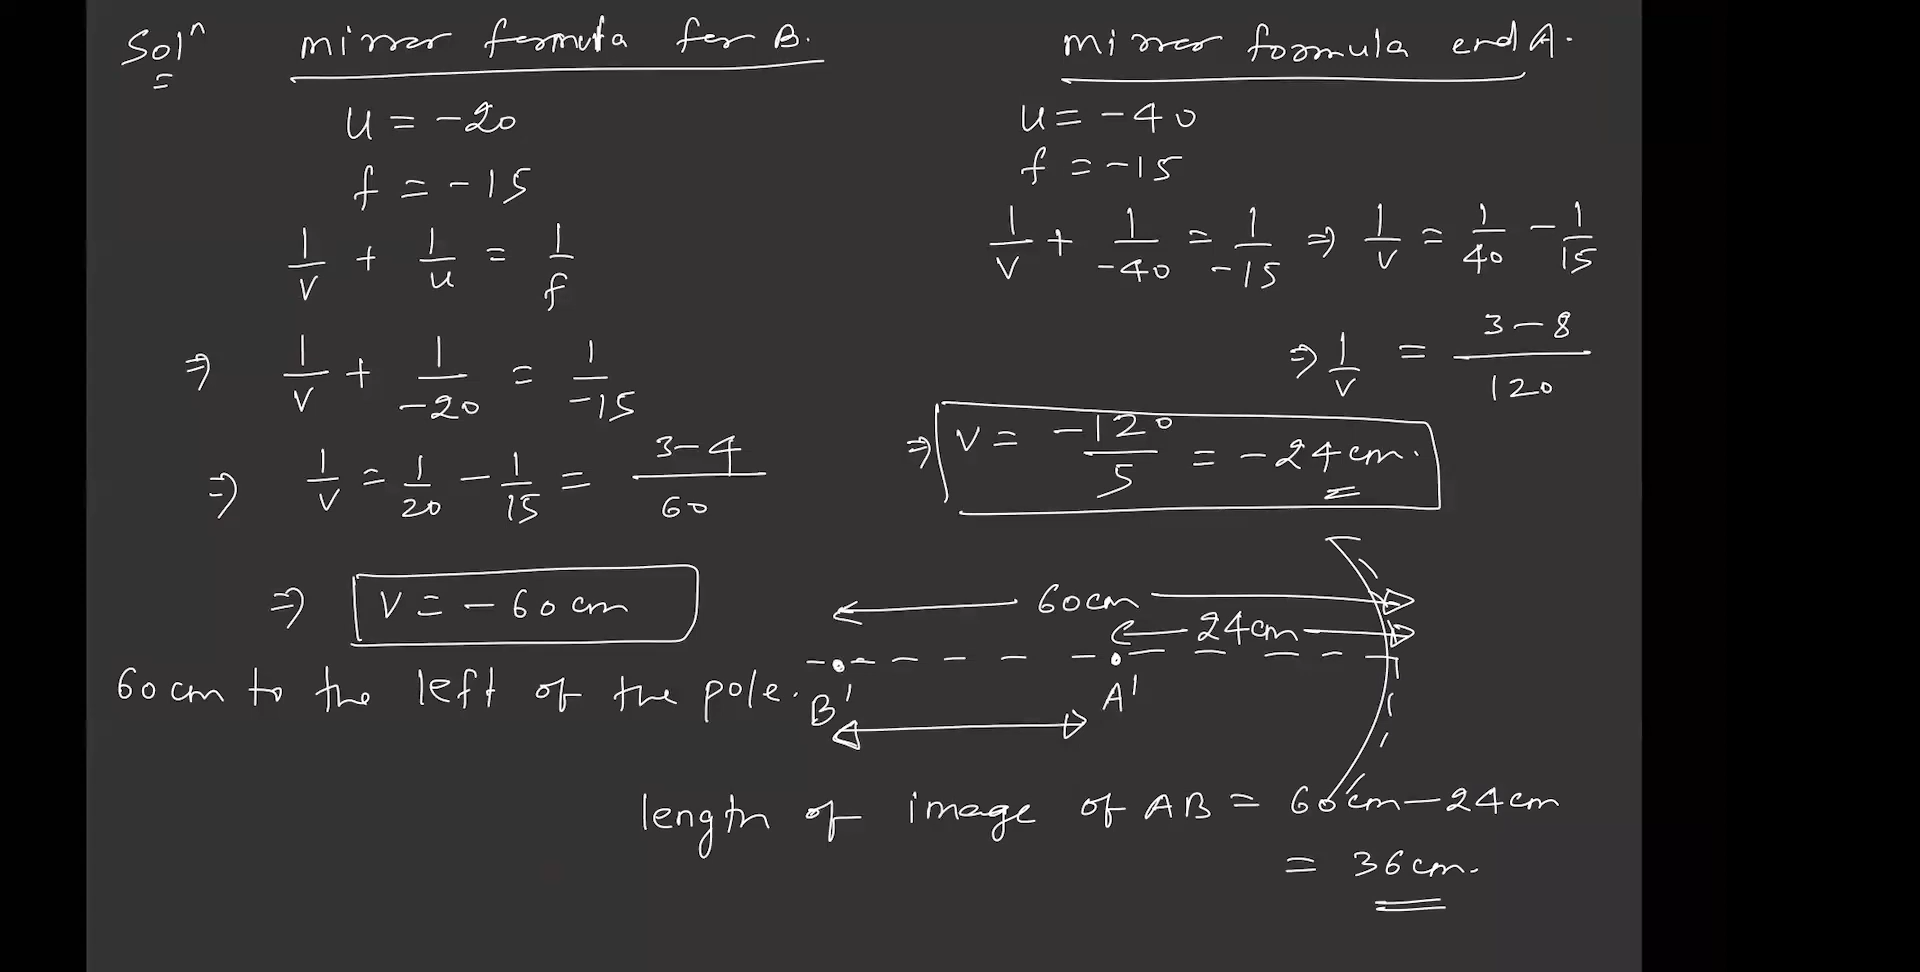 Solⁿ
mirror formula for B.
u = -20
f = -15
1/v + 1/u = 1/f
⇒ 1/v + 1/-20 = 1/-15
⇒ 1/v = 1/20 - 1/15 = 3-4/60
⇒ v = -60 cm
60 cm to the left of the pole.
mirror formula end A.
u = -40
f = -15
1/v + 1/-40 = 1/-15 ⇒ 1/v = 1/40 - 1/15
⇒ 1/v = 3-8/120
⇒ v = -120/5 = -24 cm.
60cm
24cm
B' A'
length of image of AB = 60cm-24cm
= 36cm.